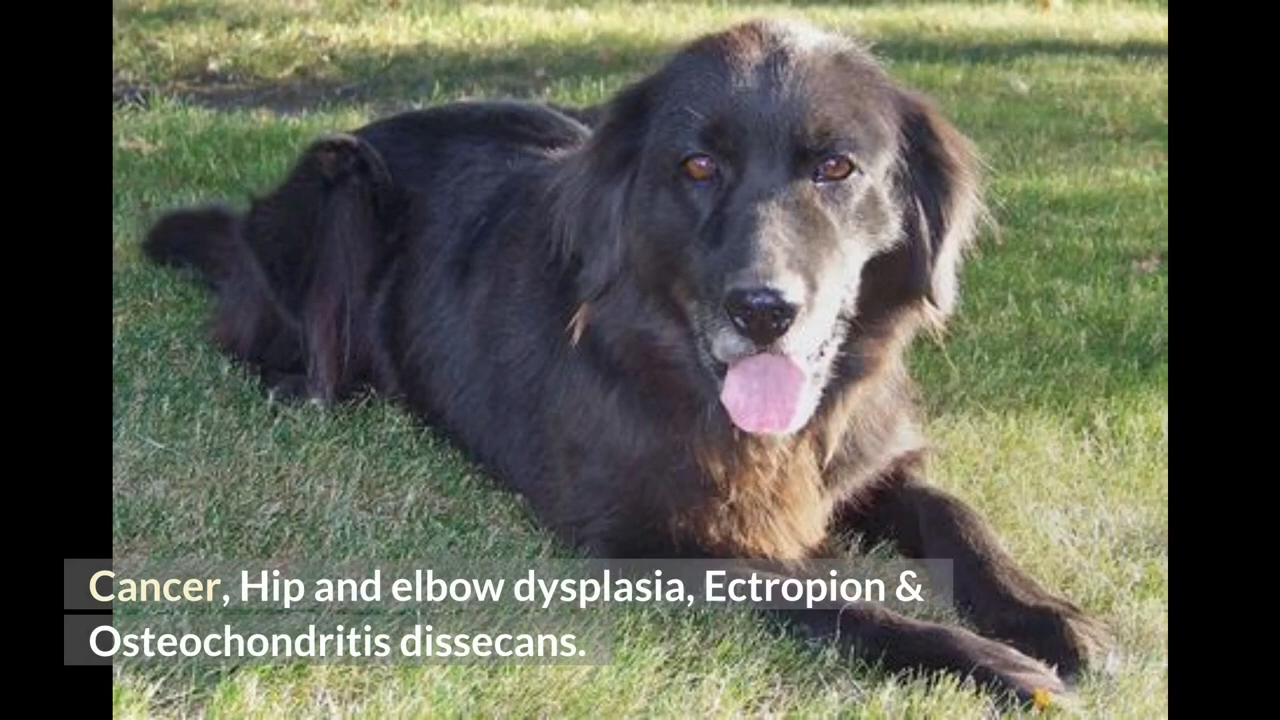 Cancer, Hip and elbow dysplasia, Ectropion &
Osteochondritis dissecans.